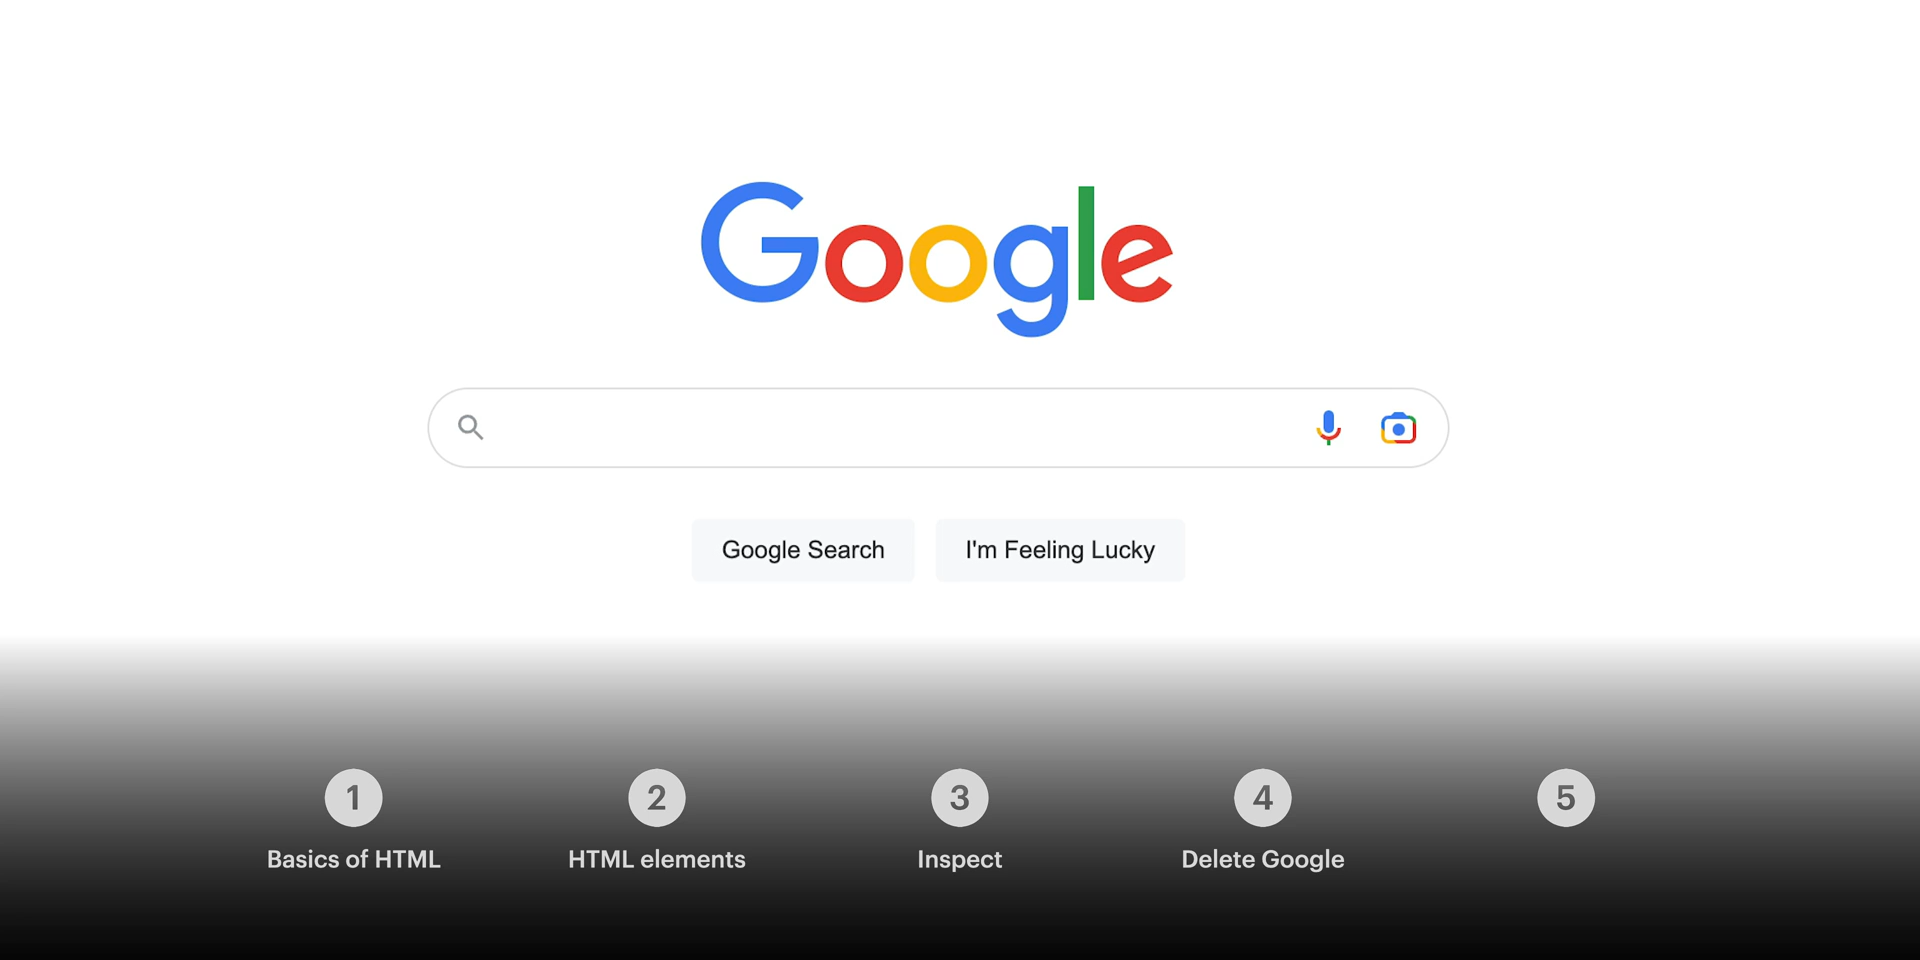 Google
Google Search
I'm Feeling Lucky
1
2
3
4
5
Basics of HTML
HTML elements
Inspect
Delete Google